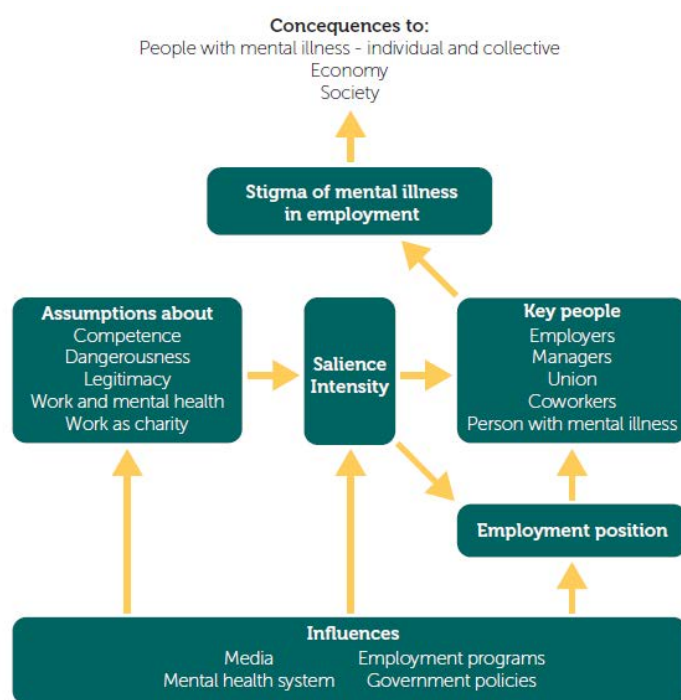 Concequences to:
People with mental illness - individual and collective
Economy
Society
Stigma of mental illness
in employment
Assumptions about
Competence
Dangerousness
Legitimacy
Work and mental health
Work as charity
Salience
Intensity
Key people
Employers
Managers
Union
Coworkers
Person with mental illness
Employment position
Influences
Media
Employment programs
Mental health system
Government policies